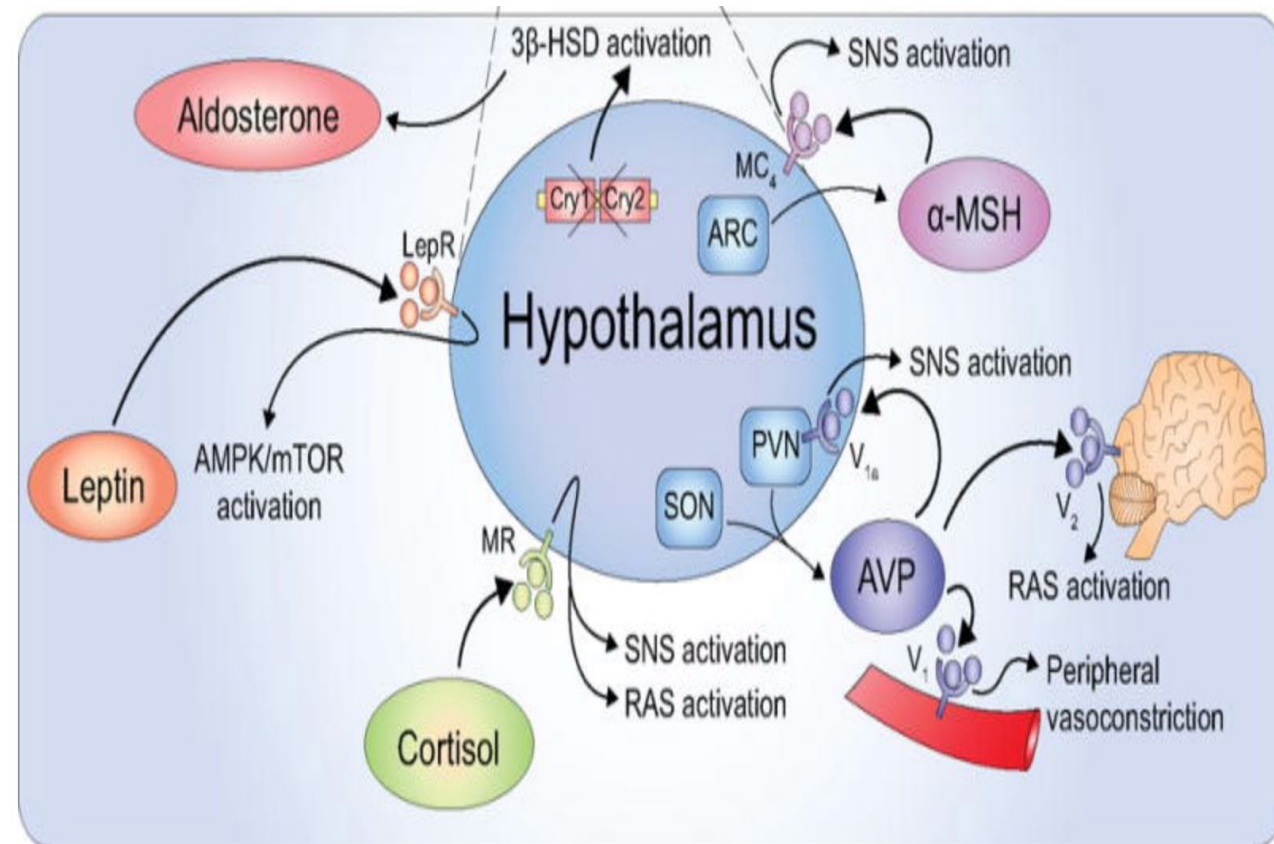 3β-HSD activation
SNS activation
Aldosterone
MC4
Cry1 Cry2
α-MSH
ARC
LepR
Hypothalamus
SNS activation
PVN
V1a
Leptin
AMPK/mTOR
activation
SON
V2
MR
AVP
RAS activation
SNS activation
V1
Peripheral
vasoconstriction
RAS activation
Cortisol